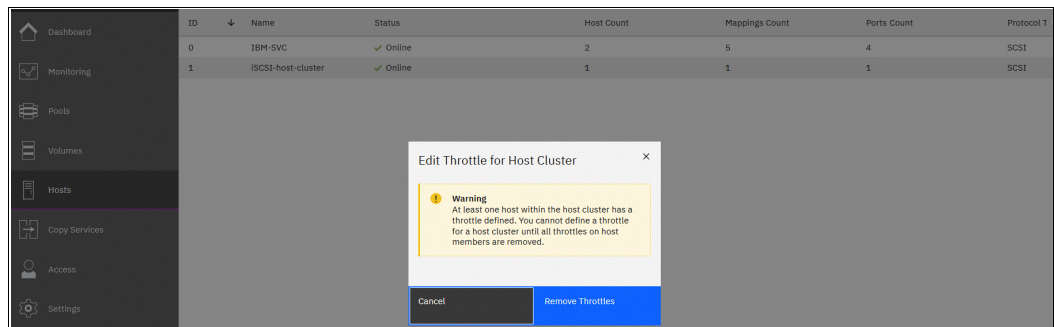 ID Name Status Host Count Mappings Count Ports Count Protocol T
Dashboard
0 IBM-SVC Online 2 5 4 SCSI
1 iSCSI-host-cluster Online 1 1 1 SCSI
Monitoring
Pools
Volumes
Hosts
Copy Services
Access
Settings
Edit Throttle for Host Cluster
Warning
At least one host within the host cluster has a
throttle defined. You cannot define a throttle
for a host cluster until all throttles on host
members are removed.
Cancel Remove Throttles